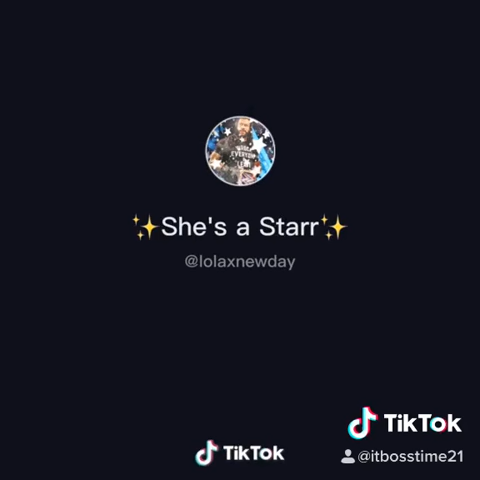 ✨She's a Starr✨
@lolaxnewday
TikTok
TikTok
@itbosstime21